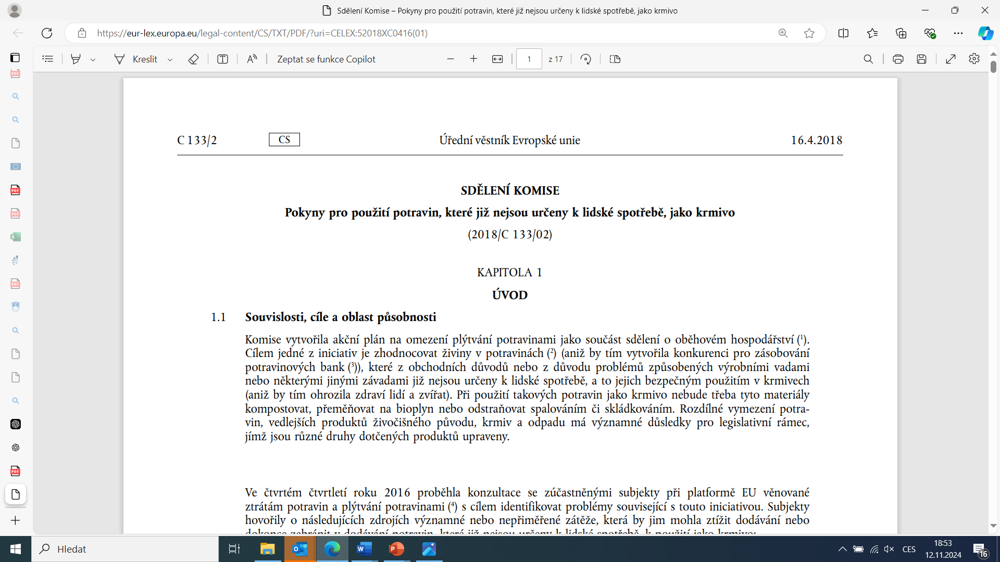 Sdělení Komise – Pokyny pro použití potravin, které již nejsou určeny k lidské spotřebě, jako krmivo
https://eur-lex.europa.eu/legal-content/CS/TXT/PDF/?uri=CELEX:52018XC0416(01)
Kreslit
Zeptat se funkce Copilot
1 z 17
C 133/2 CS Úřední věstník Evropské unie 16.4.2018
SDĚLENÍ KOMISE
Pokyny pro použití potravin, které již nejsou určeny k lidské spotřebě, jako krmivo
(2018/C 133/02)
KAPITOLA 1
ÚVOD
1.1 Souvislosti, cíle a oblast působnosti
Komise vytvořila akční plán na omezení plýtvání potravinami jako součást sdělení o oběhovém hospodářství (1).
Cílem jedné z iniciativ je zhodnocovat živiny v potravinách (2) (aniž by tím vytvořila konkurenci pro zásobování
potravinových bank (3)), které z obchodních důvodů nebo z důvodu problémů způsobených výrobními vadami
nebo některými jinými závadami již nejsou určeny k lidské spotřebě, a to jejich bezpečným použitím v krmivech
(aniž by tím ohrozila zdraví lidí a zvířat). Při použití takových potravin jako krmivo nebude třeba tyto materiály
kompostovat, přeměňovat na bioplyn nebo odstraňovat spalováním či skládkováním. Rozdílné vymezení potra-
vin, vedlejších produktů živočišného původu, krmiv a odpadu má významné důsledky pro legislativní rámec,
jímž jsou různé druhy dotčených produktů upraveny.
Ve čtvrtém čtvrtletí roku 2016 proběhla konzultace se zúčastněnými subjekty při platformě EU věnované
ztrátám potravin a plýtvání potravinami (4) s cílem identifikovat problémy související s touto iniciativou. Subjekty
hovořily o následujících zdrojích významné nebo nepřiměřené zátěže, která by jim mohla ztížit dodávání nebo
dokonce zabránit v dodávání potravin, které již nejsou určeny k lidské spotřebě, k použití jako krmivo:
Hledat
CES
18:53
12.11.2024
16